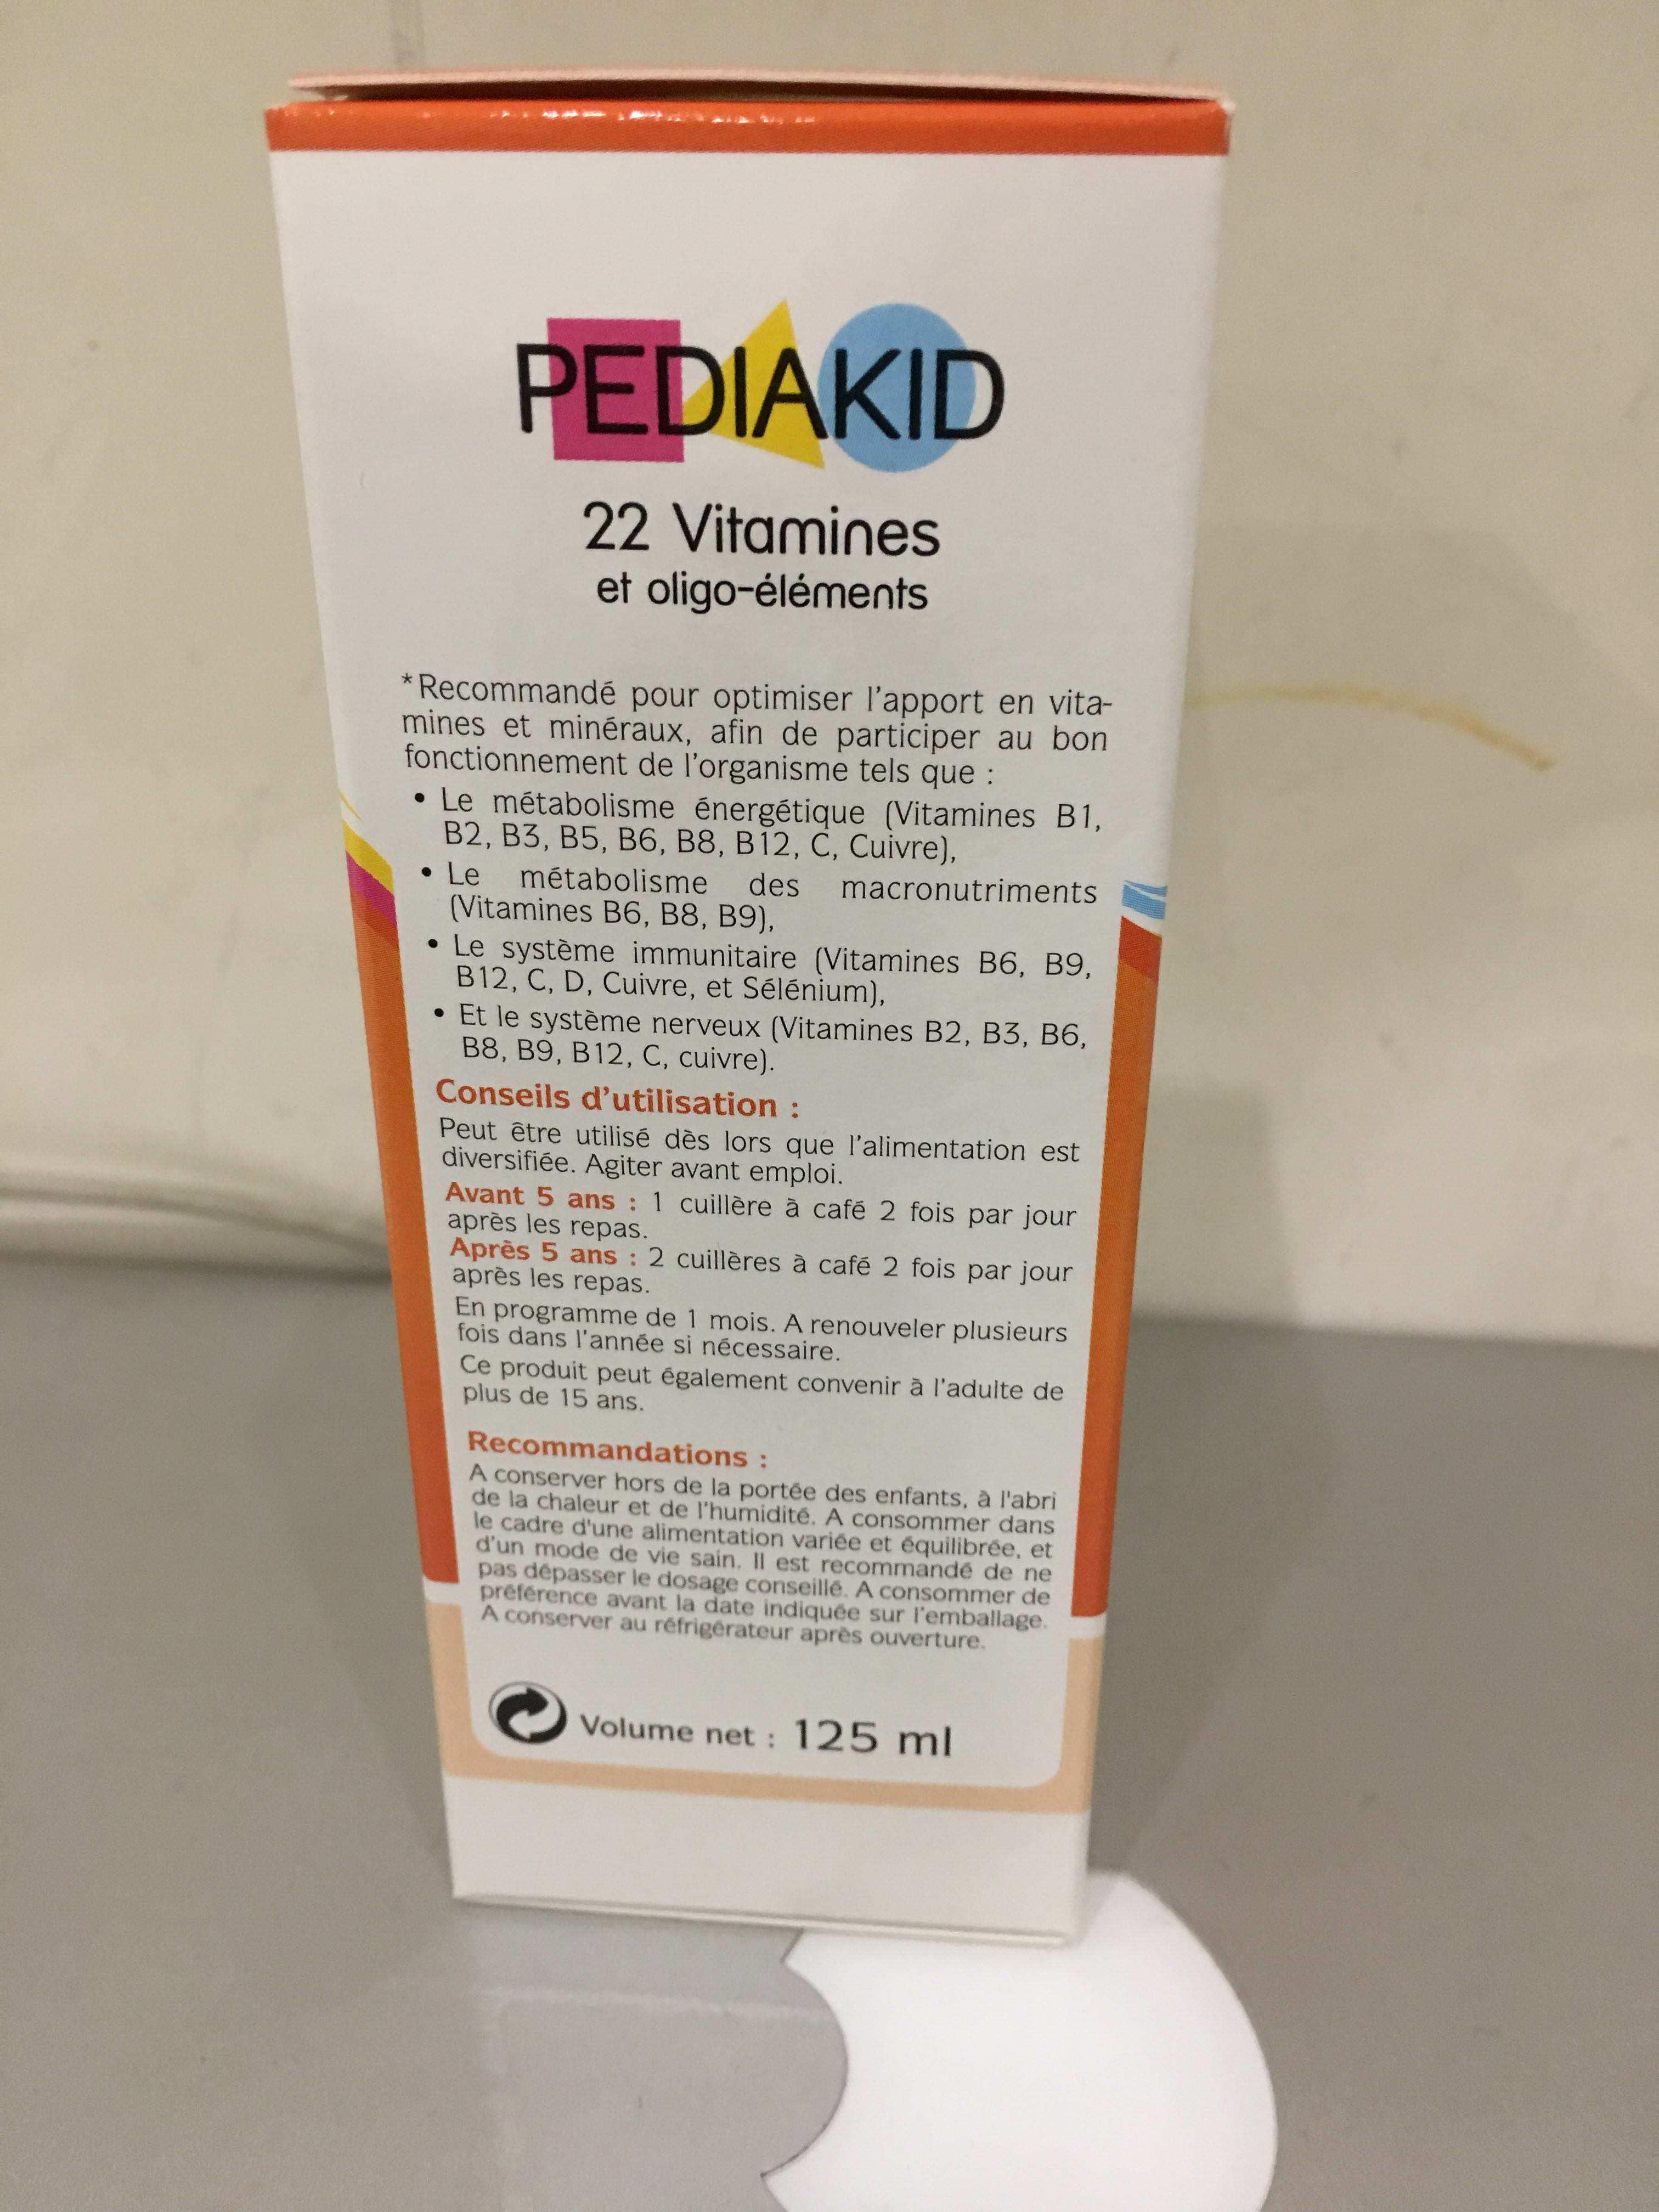 PEDIAKID
22 Vitamines
et oligo-éléments
*Recommandé pour optimiser l'apport en vita-
mines et minéraux, afin de participer au bon
fonctionnement de l'organisme tels que :
• Le métabolisme énergétique (Vitamines B1,
B2, B3, B5, B6, B8, B12, C, Cuivre),
• Le métabolisme des macronutriments
(Vitamines B6, B8, B9),
• Le système immunitaire (Vitamines B6, B9,
B12, C, D, Cuivre, et Sélénium),
• Et le système nerveux (Vitamines B2, B3, B6,
B8, B9, B12, C, cuivre).
Conseils d'utilisation :
Peut être utilisé dès lors que l'alimentation est
diversifiée. Agiter avant emploi.
Avant 5 ans : 1 cuillère à café 2 fois par jour
après les repas.
Après 5 ans : 2 cuillères à café 2 fois par jour
après les repas.
En programme de 1 mois. A renouveler plusieurs
fois dans l'année si nécessaire.
Ce produit peut également convenir à l'adulte de
plus de 15 ans.
Recommandations :
A conserver hors de la portée des enfants, à l'abri
de la chaleur et de l'humidité. A consommer dans
le cadre d'une alimentation variée et équilibrée, et
d'un mode de vie sain. Il est recommandé de ne
pas dépasser le dosage conseillé. A consommer de
préférence avant la date indiquée sur l'emballage.
A conserver au réfrigérateur après ouverture.
Volume net : 125 ml